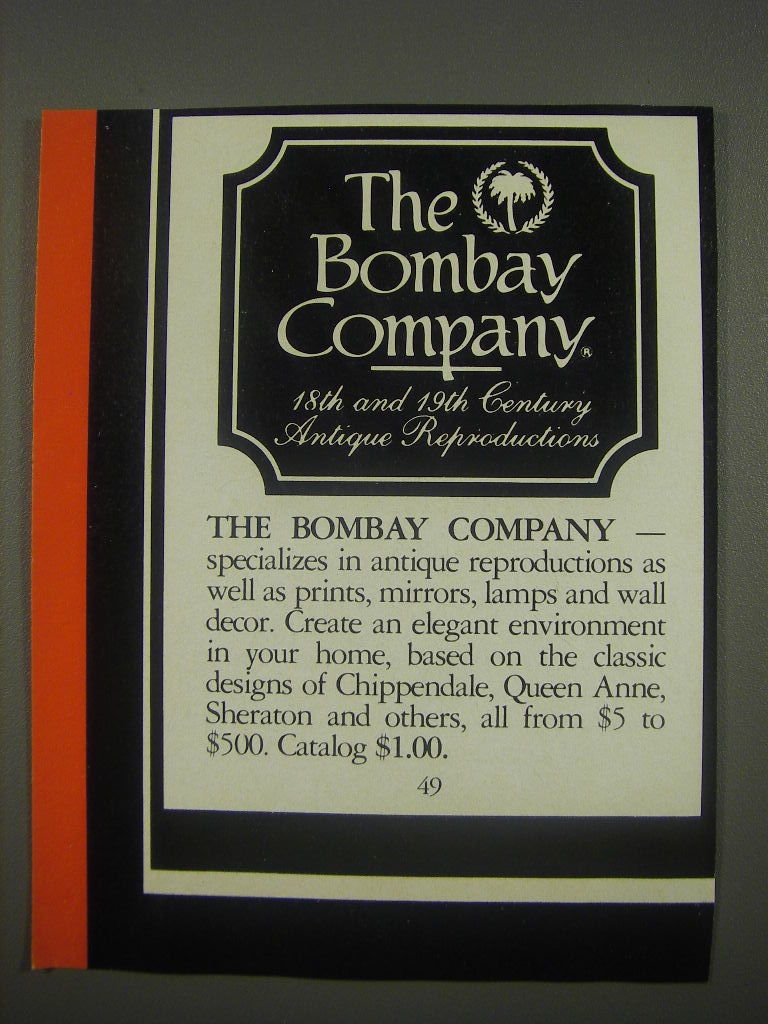 The
Bombay
Company®
18th and 19th Century
Antique Reproductions
THE BOMBAY COMPANY —
specializes in antique reproductions as
well as prints, mirrors, lamps and wall
decor. Create an elegant environment
in your home, based on the classic
designs of Chippendale, Queen Anne,
Sheraton and others, all from $5 to
$500. Catalog $1.00.
49